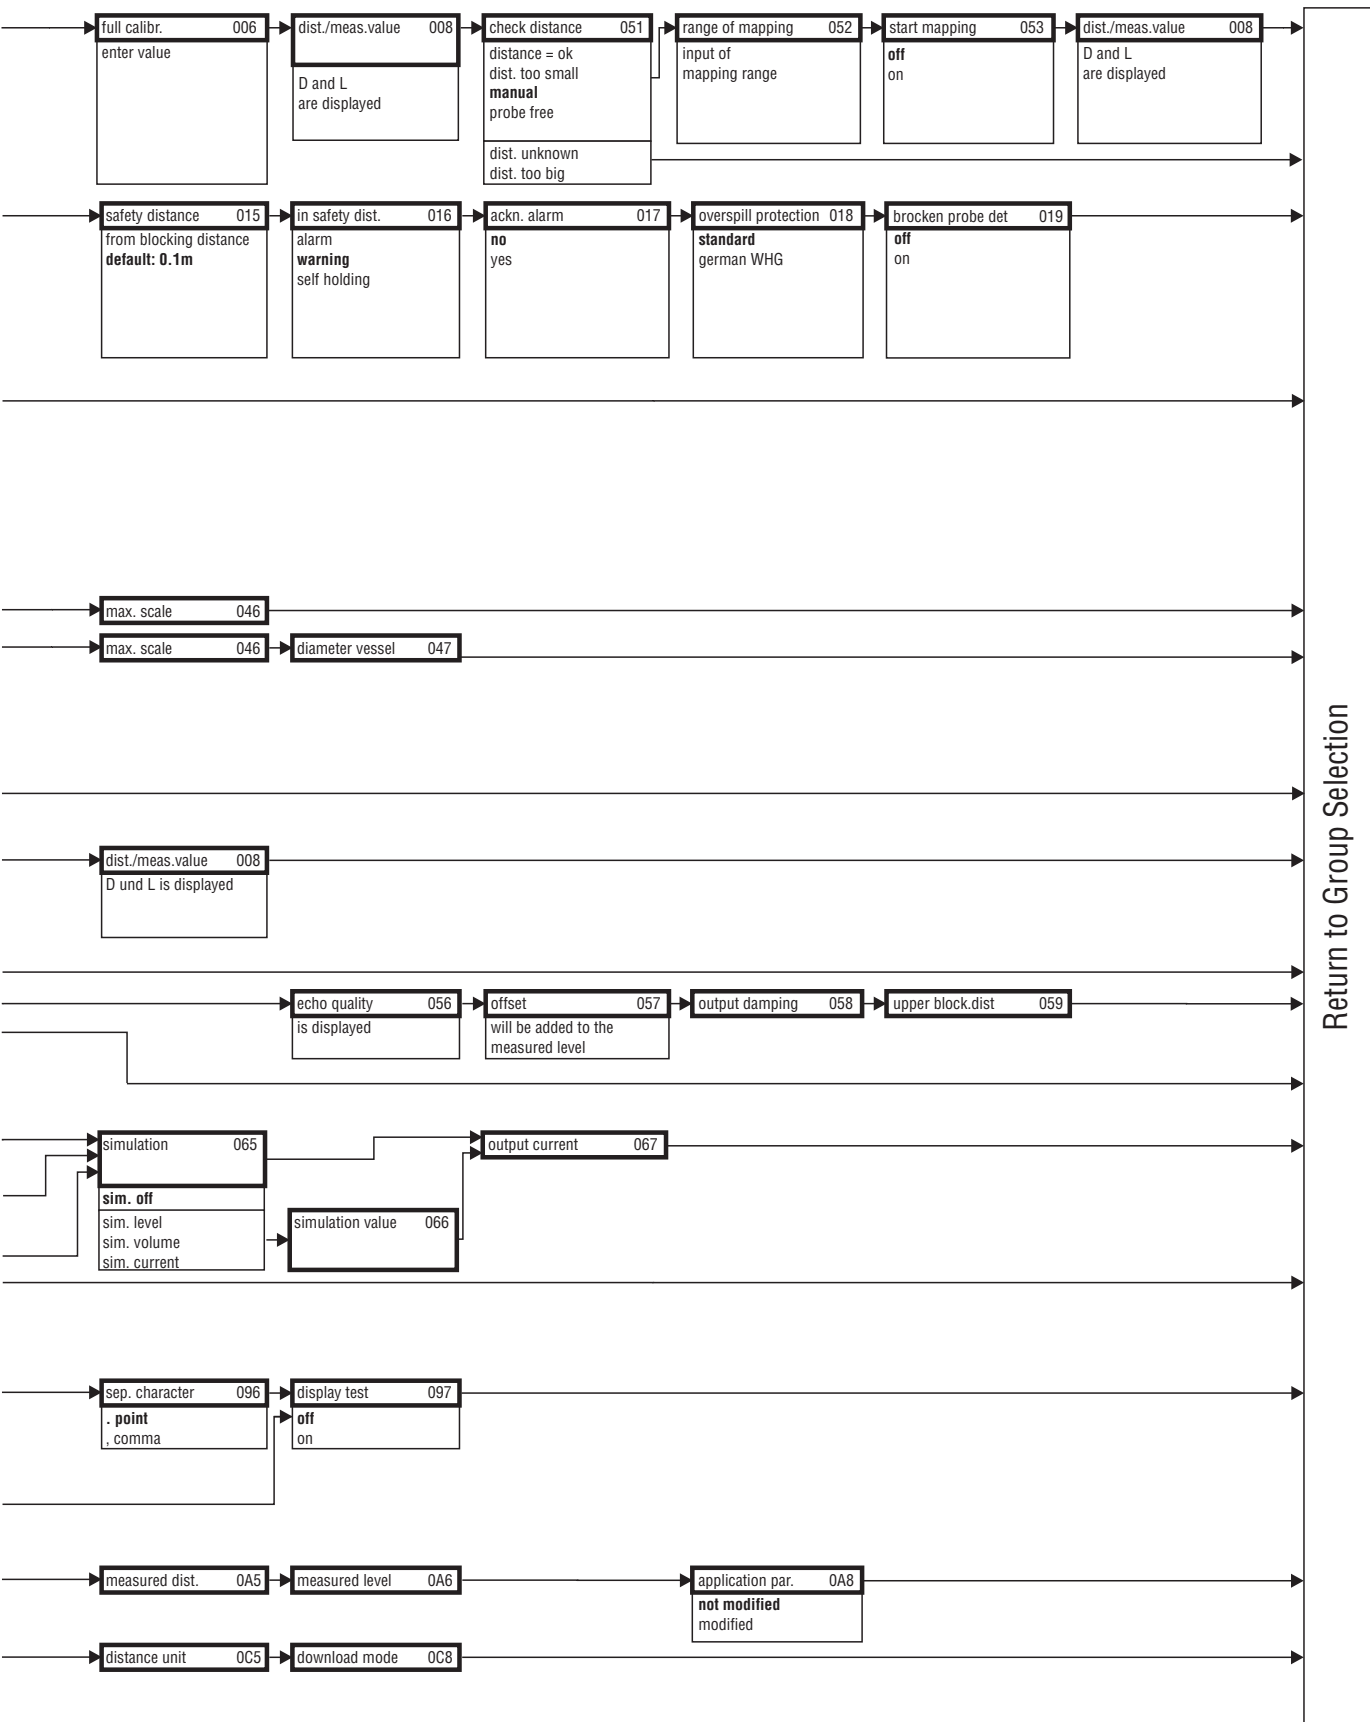 full calibr. 006
enter value
dist./meas.value 008
D and L
are displayed
check distance 051
distance = ok
dist. too small
manual
probe free
dist. unknown
dist. too big
range of mapping 052
input of
mapping range
start mapping 053
off
on
dist./meas.value 008
D and L
are displayed
safety distance 015
from blocking distance
default: 0.1m
in safety dist. 016
alarm
warning
self holding
ackn. alarm 017
no
yes
overspill protection 018
standard
german WHG
brocken probe det 019
off
on
max. scale 046
max. scale 046
diameter vessel 047
dist./meas.value 008
D und L is displayed
echo quality 056
is displayed
offset 057
will be added to the
measured level
output damping 058
upper block.dist 059
simulation 065
sim. off
sim. level
sim. volume
sim. current
simulation value 066
output current 067
sep. character 096
. point
, comma
display test 097
off
on
measured dist. 0A5
measured level 0A6
application par. 0A8
not modified
modified
distance unit 0C5
download mode 0C8
Return to Group Selection